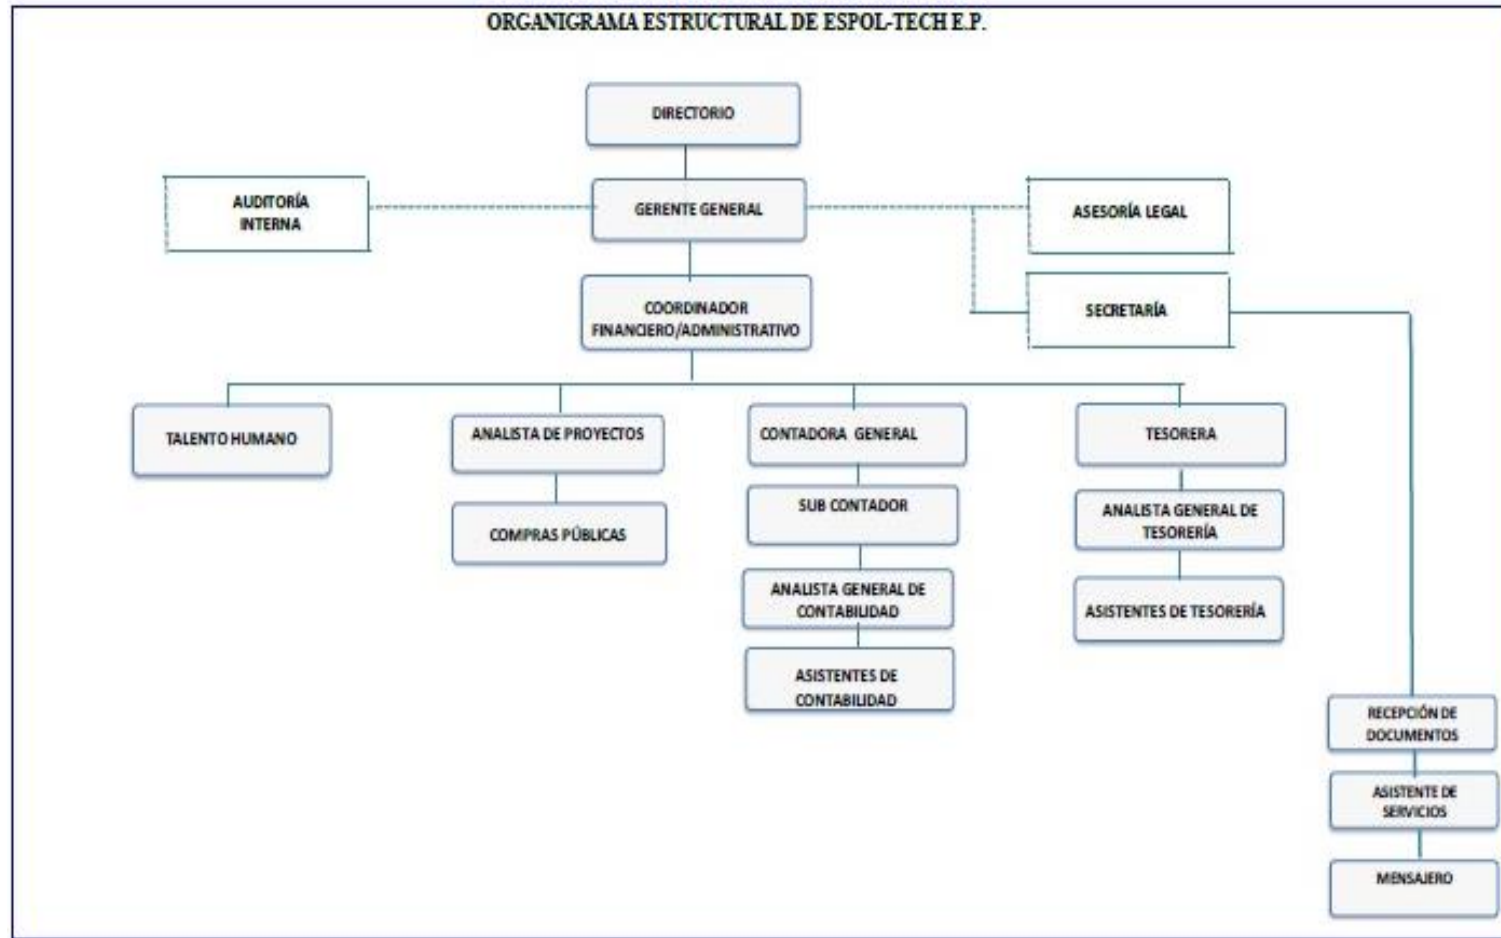 ORGANIGRAMA ESTRUCTURAL DE ESPOL-TECH E.P.
DIRECTORIO
AUDITORÍA
INTERNA
GERENTE GENERAL
ASESORÍA LEGAL
COORDINADOR
FINANCIERO/ADMINISTRATIVO
SECRETARÍA
TALENTO HUMANO
ANALISTA DE PROYECTOS
CONTADORA GENERAL
TESORERA
COMPRAS PÚBLICAS
SUB CONTADOR
ANALISTA GENERAL DE
TESORERÍA
ANALISTA GENERAL DE
CONTABILIDAD
ASISTENTES DE TESORERÍA
ASISTENTES DE
CONTABILIDAD
RECEPCIÓN DE
DOCUMENTOS
ASISTENTE DE
SERVICIOS
MENSAJERO